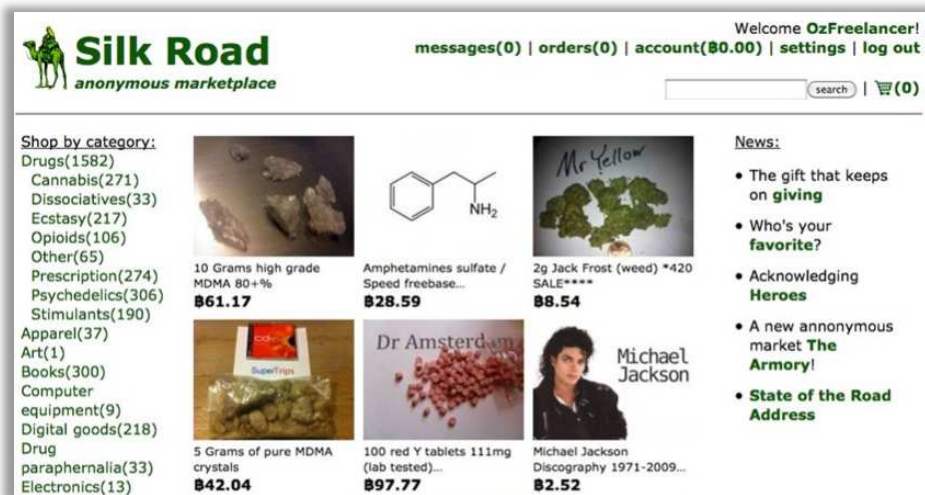 Silk Road
anonymous marketplace
Welcome OzFreelancer!
messages(0) | orders(0) | account(฿0.00) | settings | log out
search | (0)
Shop by category:
Drugs(1582)
Cannabis(271)
Dissociatives(33)
Ecstasy(217)
Opioids(106)
Other(65)
Prescription(274)
Psychedelics(306)
Stimulants(190)
Apparel(37)
Art(1)
Books(300)
Computer
equipment(9)
Digital goods(218)
Drug
paraphernalia(33)
Electronics(13)
10 Grams high grade
MDMA 80+%
฿61.17
NH2
Amphetamines sulfate /
Speed freebase...
฿28.59
Mr Yellow
2g Jack Frost (weed) *420
SALE****
฿8.54
SuperTrips
5 Grams of pure MDMA
crystals
฿42.04
Dr Amsterdam
100 red Y tablets 111mg
(lab tested)...
฿97.77
Michael
Jackson
Michael Jackson
Discography 1971-2009...
฿2.52
News:
• The gift that keeps
on giving
• Who's your
favorite?
• Acknowledging
Heroes
• A new annonymous
market The
Armory!
• State of the Road
Address